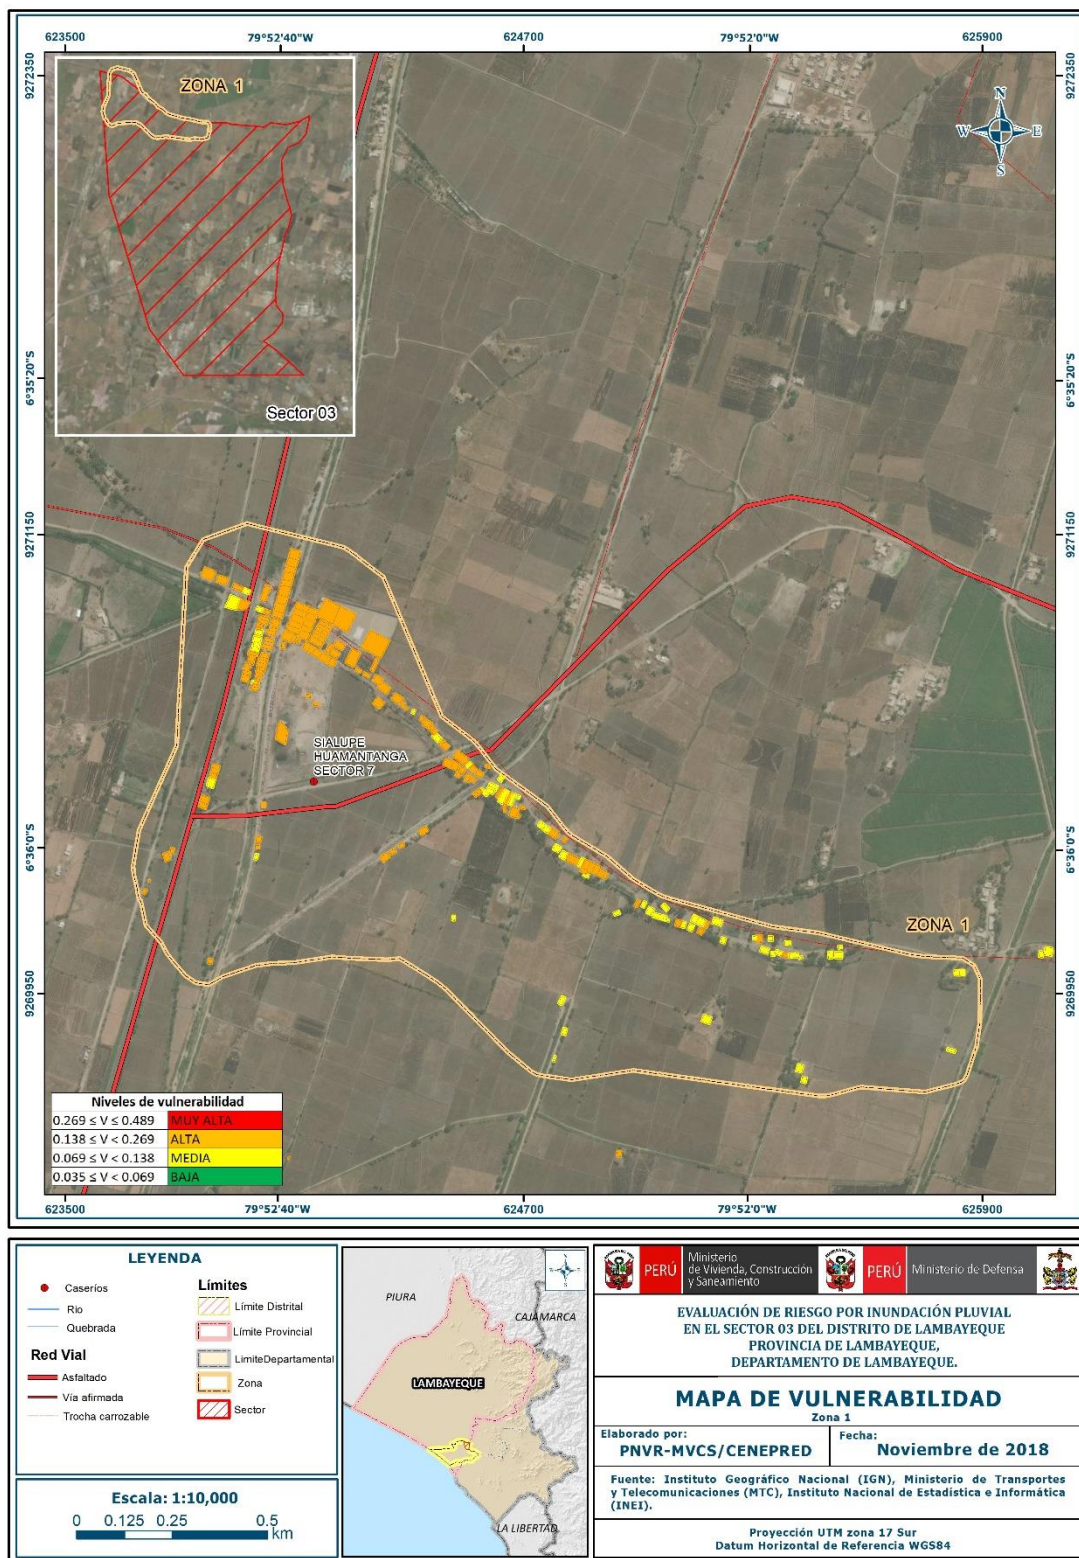 623500 79°52'40"W 624700 79°52'0"W 625900
9272350
9272350
ZONA 1
Sector 03
N
W E
S
6°35'20"S
6°35'20"S
9271150
9271150
SIALUPE
HUAMANTANGA
SECTOR 7
6°36'0"S
6°36'0"S
ZONA 1
9269950
9269950
Niveles de vulnerabilidad
0.269 ≤ V ≤ 0.489 MUY ALTA
0.138 ≤ V < 0.269 ALTA
0.069 ≤ V < 0.138 MEDIA
0.035 ≤ V < 0.069 BAJA
623500 79°52'40"W 624700 79°52'0"W 625900
LEYENDA
Caseríos
Rio
Quebrada
Red Vial
Asfaltado
Vía afirmada
Trocha carrozable
Límites
Límite Distrital
Límite Provincial
LimiteDepartamental
Zona
Sector
Escala: 1:10,000
0 0.125 0.25 0.5
km
PIURA
CAJAMARCA
LAMBAYEQUE
LA LIBERTAD
PERÚ
Ministerio
de Vivienda, Construcción
y Saneamiento
PERÚ
Ministerio de Defensa
EVALUACIÓN DE RIESGO POR INUNDACIÓN PLUVIAL
EN EL SECTOR 03 DEL DISTRITO DE LAMBAYEQUE
PROVINCIA DE LAMBAYEQUE,
DEPARTAMENTO DE LAMBAYEQUE.
MAPA DE VULNERABILIDAD
Zona 1
Elaborado por:
PNVR-MVCS/CENEPRED
Fecha:
Noviembre de 2018
Fuente: Instituto Geográfico Nacional (IGN), Ministerio de Transportes
y Telecomunicaciones (MTC), Instituto Nacional de Estadística e Informática
(INEI).
Proyección UTM zona 17 Sur
Datum Horizontal de Referencia WGS84